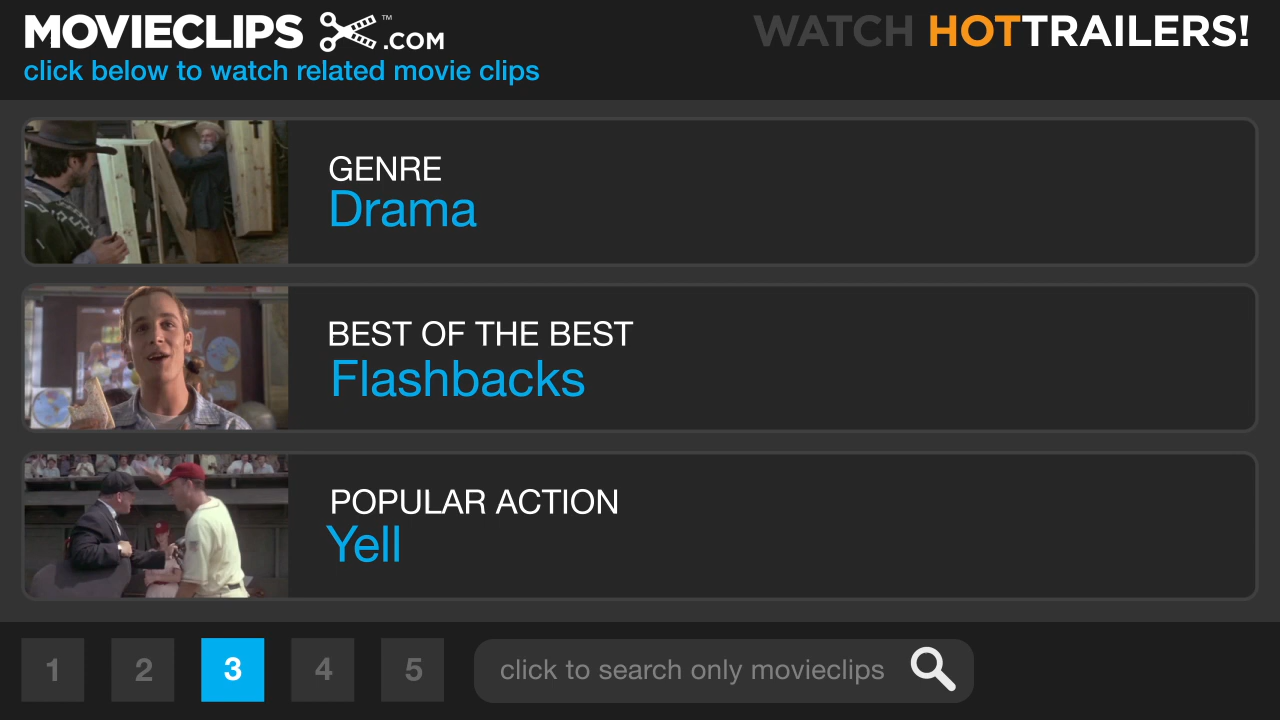 MOVIECLIPS ™ .COM
WATCH HOTTRAILERS!
click below to watch related movie clips
GENRE
Drama
BEST OF THE BEST
Flashbacks
POPULAR ACTION
Yell
1 2 3 4 5 click to search only movieclips